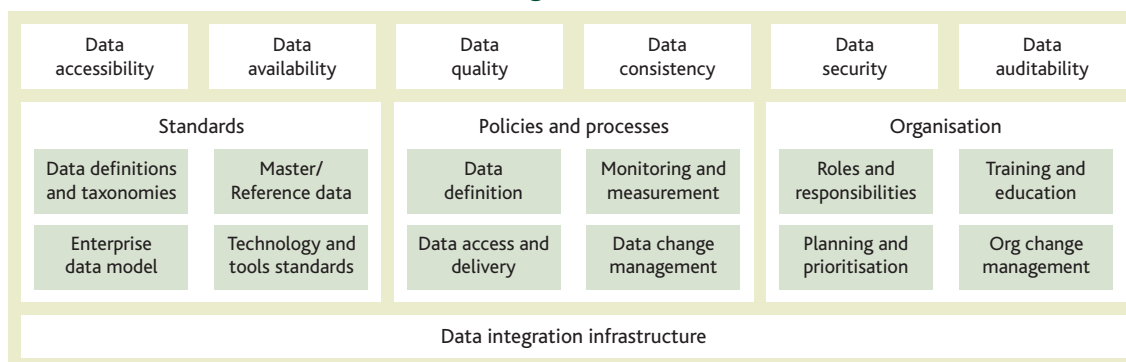 Data
accessibility
Data
availability
Data
quality
Data
consistency
Data
security
Data
auditability
Standards
Data definitions
and taxonomies
Master/
Reference data
Enterprise
data model
Technology and
tools standards
Policies and processes
Data
definition
Monitoring and
measurement
Data access and
delivery
Data change
management
Organisation
Roles and
responsibilities
Training and
education
Planning and
prioritisation
Org change
management
Data integration infrastructure